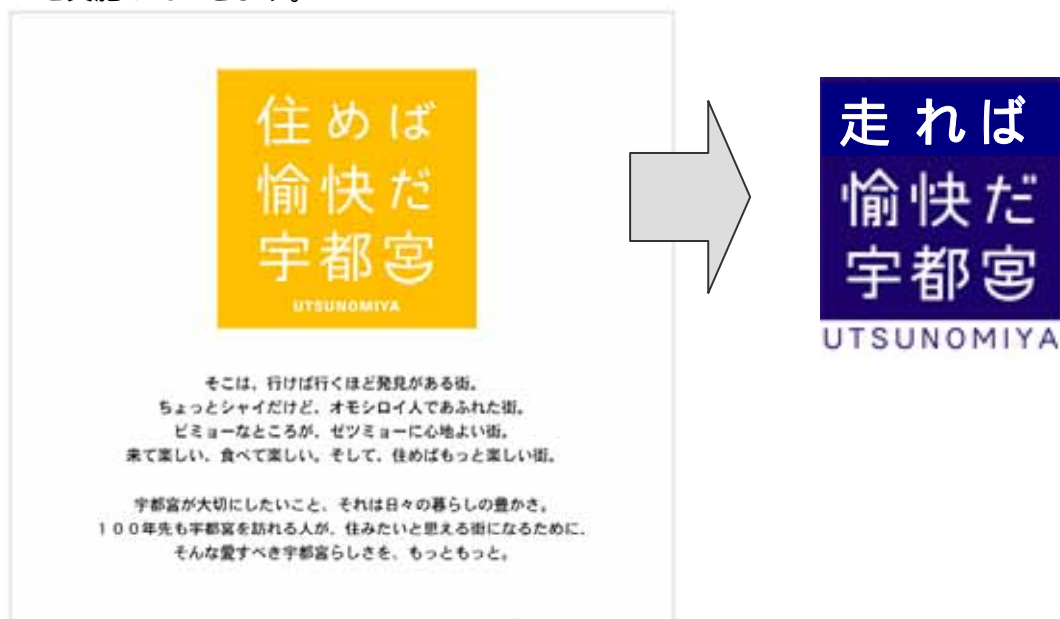 住めば
愉快だ
宇都宮
UTSUNOMIYA
そこは、行けば行くほど発見がある街。
ちょっとシャイだけど、オモシロイ人であふれた街。
ビミョーなところが、ゼツミョーに心地よい街。
来て楽しい、食べて楽しい。そして、住めばもっと楽しい街。
宇都宮が大切にしたいこと、それは日々の暮らしの豊かさ。
100年先も宇都宮を訪れる人が、住みたいと思える街になるために、
そんな愛すべき宇都宮らしさを、もっともっと。
走れば
愉快だ
宇都宮
UTSUNOMIYA